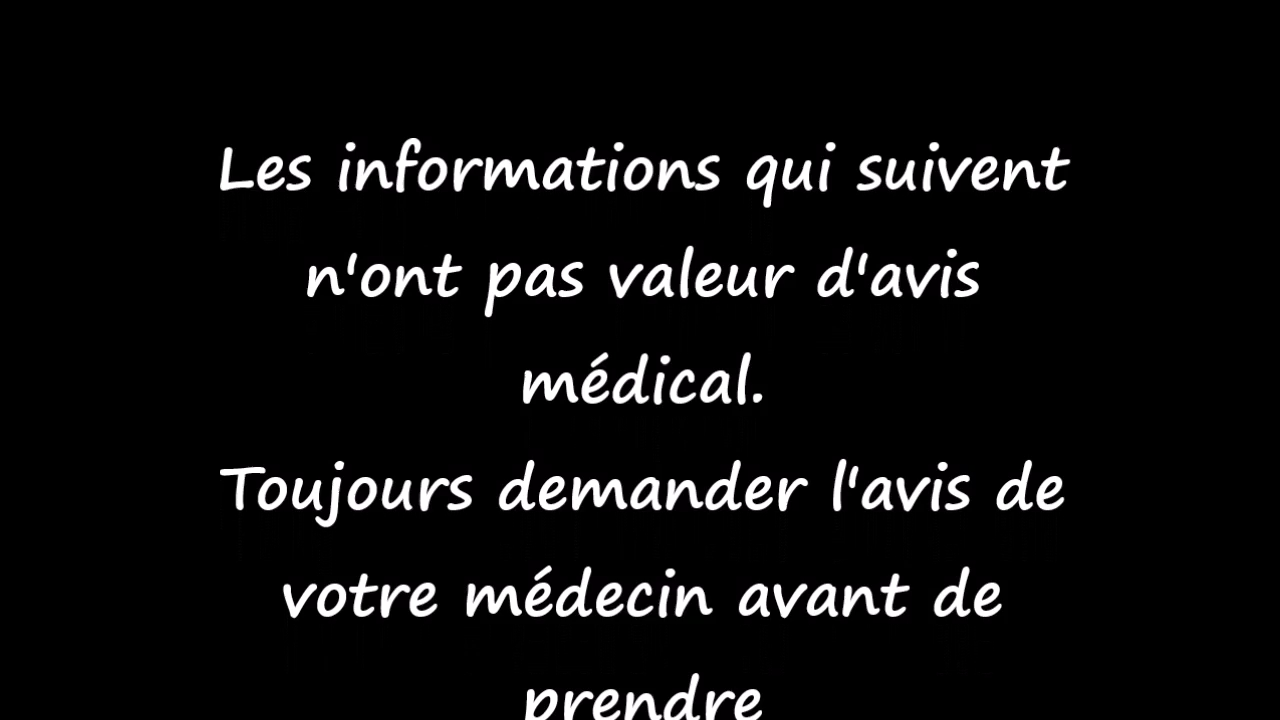 Les informations qui suivent
n'ont pas valeur d'avis
médical.
Toujours demander l'avis de
votre médecin avant de
prendre